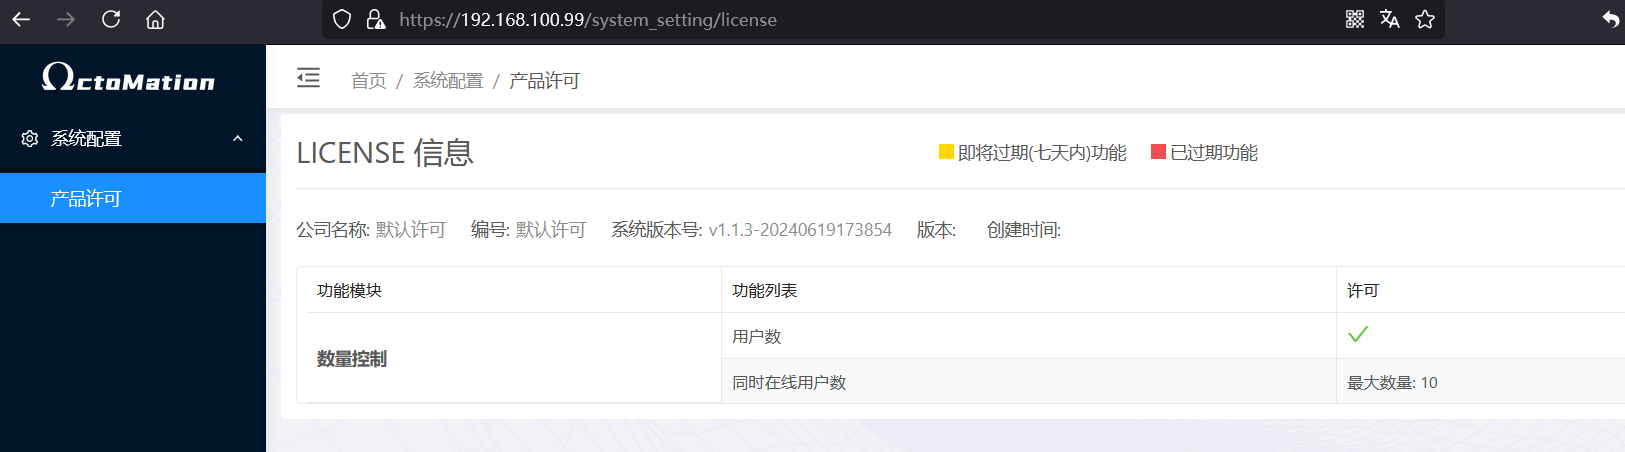 https://192.168.100.99/system_setting/license
ΩctoMation
首页 / 系统配置 / 产品许可
系统配置
产品许可
LICENSE 信息
即将过期(七天内)功能 已过期功能
公司名称: 默认许可 编号: 默认许可 系统版本号: v1.1.3-20240619173854 版本: 创建时间:
功能模块 功能列表 许可
数量控制
用户数
同时在线用户数 最大数量: 10